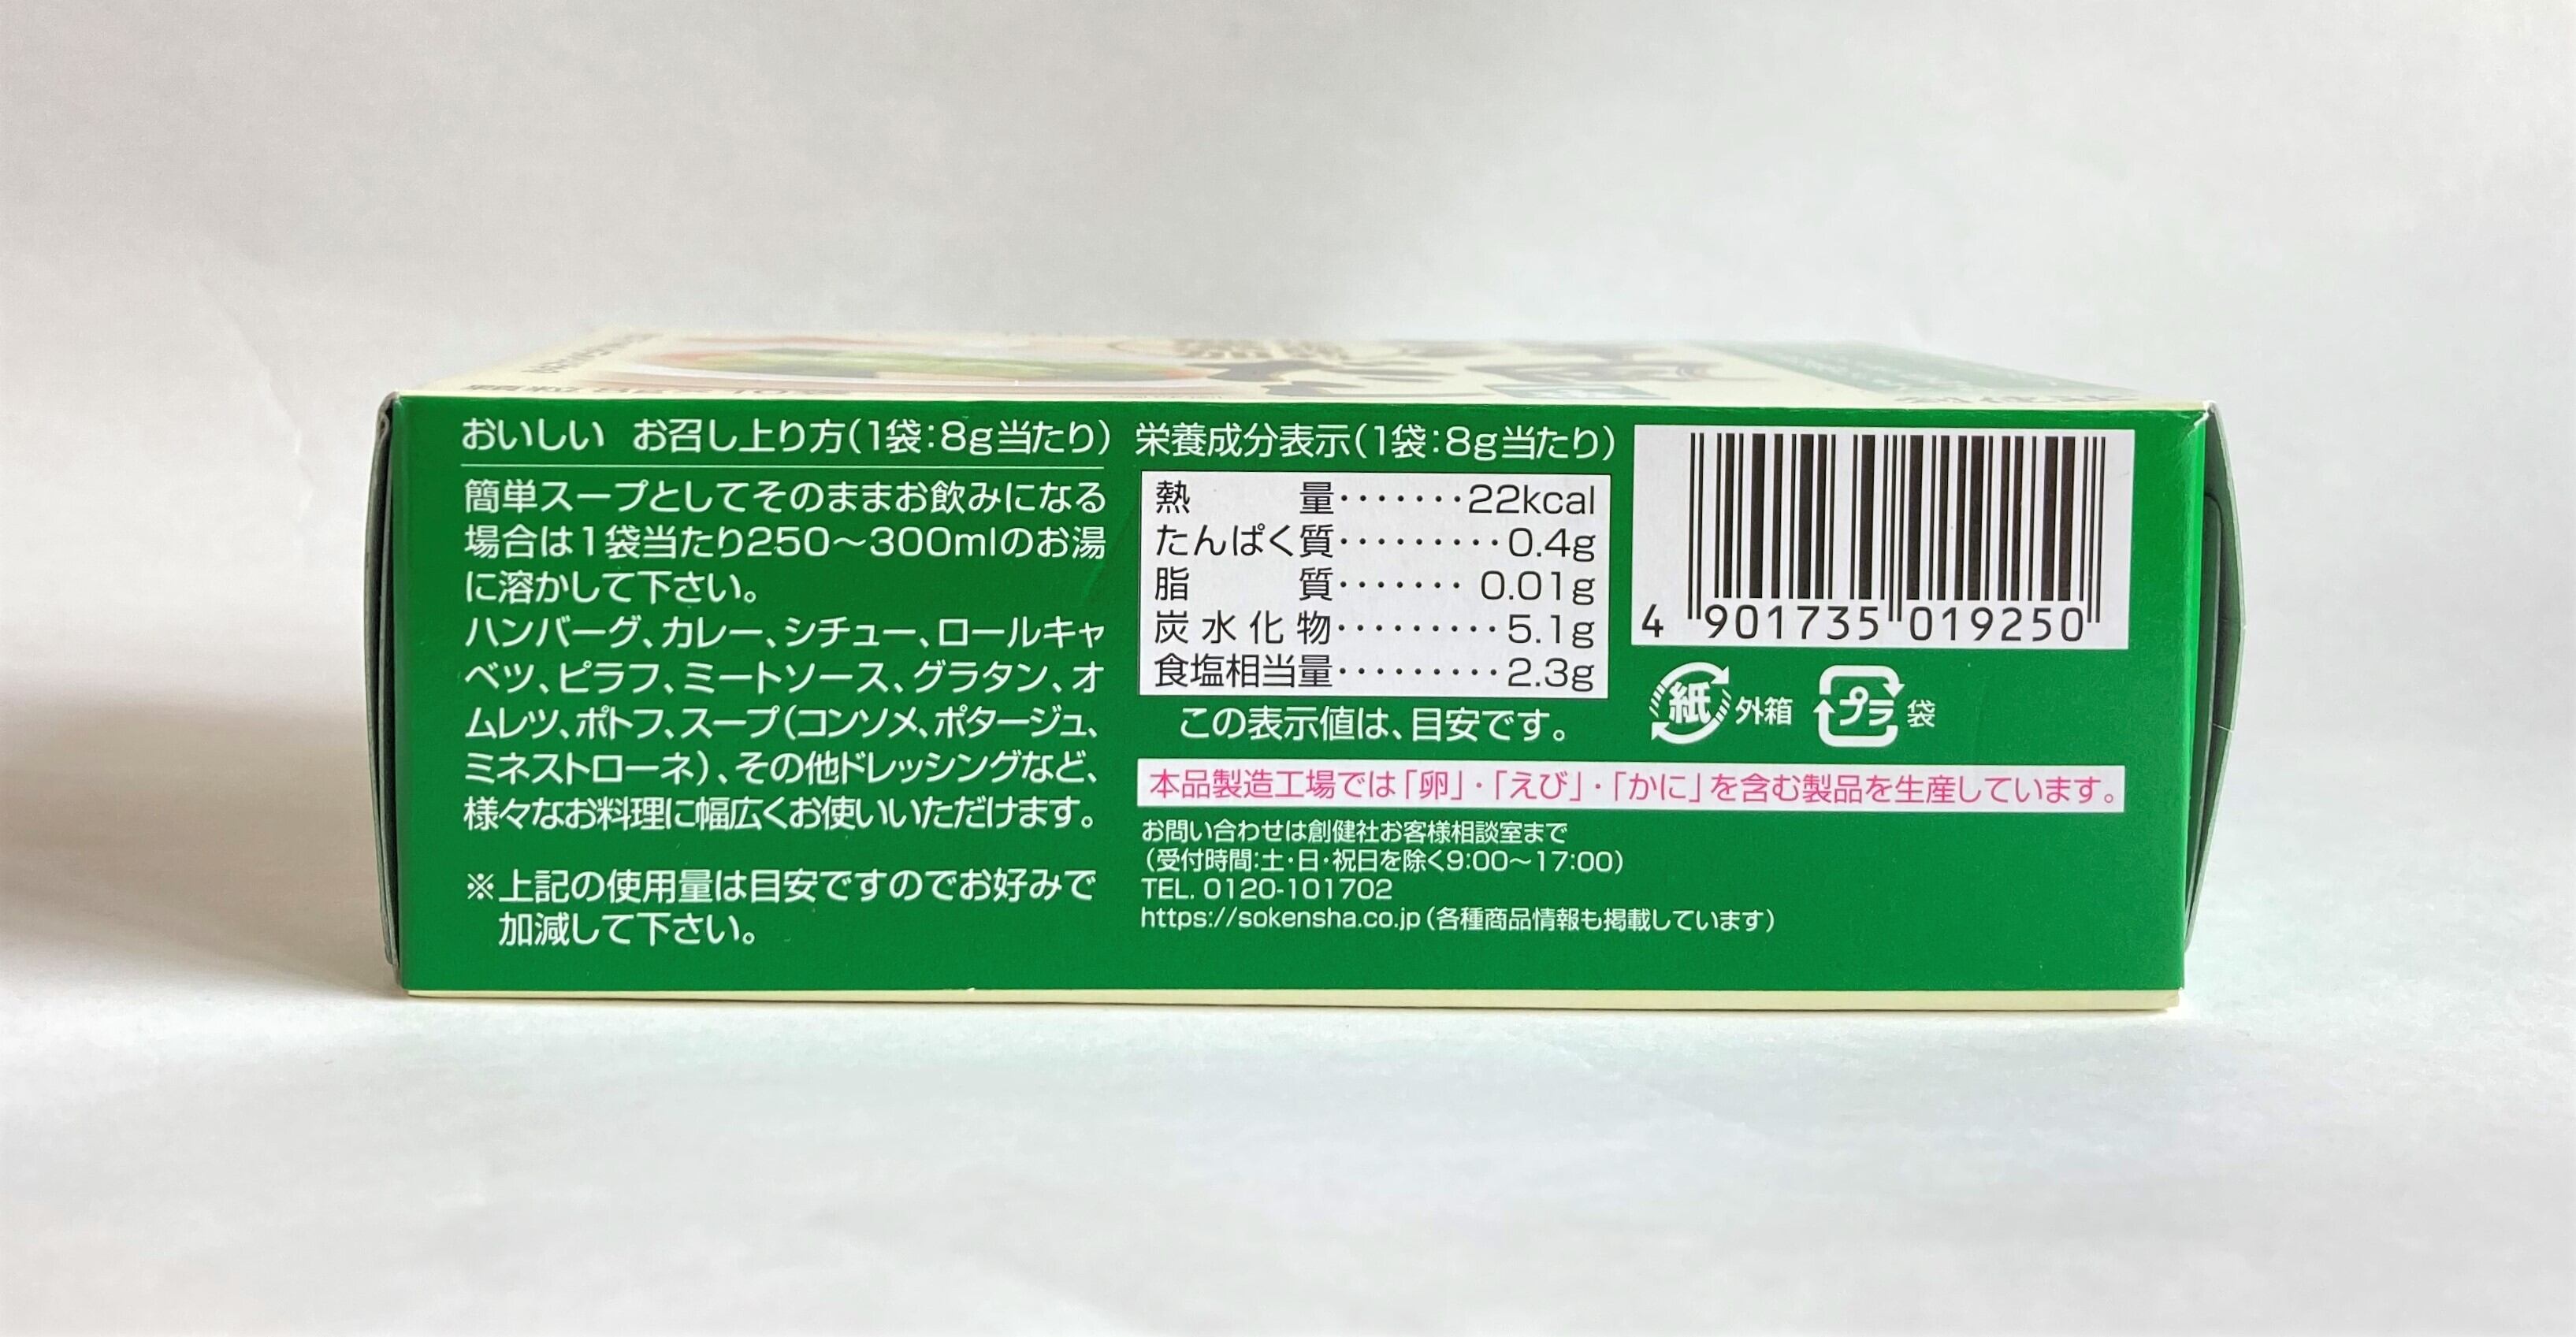 おいしい お召し上り方(1袋:8g当たり)
簡単スープとしてそのままお飲みになる
場合は1袋当たり250〜300mlのお湯
に溶かして下さい。
ハンバーグ、カレー、シチュー、ロールキャ
ベツ、ピラフ、ミートソース、グラタン、オ
ムレツ、ポトフ、スープ(コンソメ、ポタージュ、
ミネストローネ)、その他ドレッシングなど、
様々なお料理に幅広くお使いいただけます。
※上記の使用量は目安ですのでお好みで
加減して下さい。
栄養成分表示(1袋:8g当たり)
熱量·······22kcal
たんぱく質·········0.4g
脂質······· 0.01g
炭水化物·········5.1g
食塩相当量·········2.3g
この表示値は、目安です。
4 901735 019250
紙 外箱 プラ 袋
本品製造工場では「卵」・「えび」・「かに」を含む製品を生産しています。
お問い合わせは創健社お客様相談室まで
(受付時間:土・日・祝日を除く9:00〜17:00)
TEL. 0120-101702
https://sokensha.co.jp(各種商品情報も掲載しています)